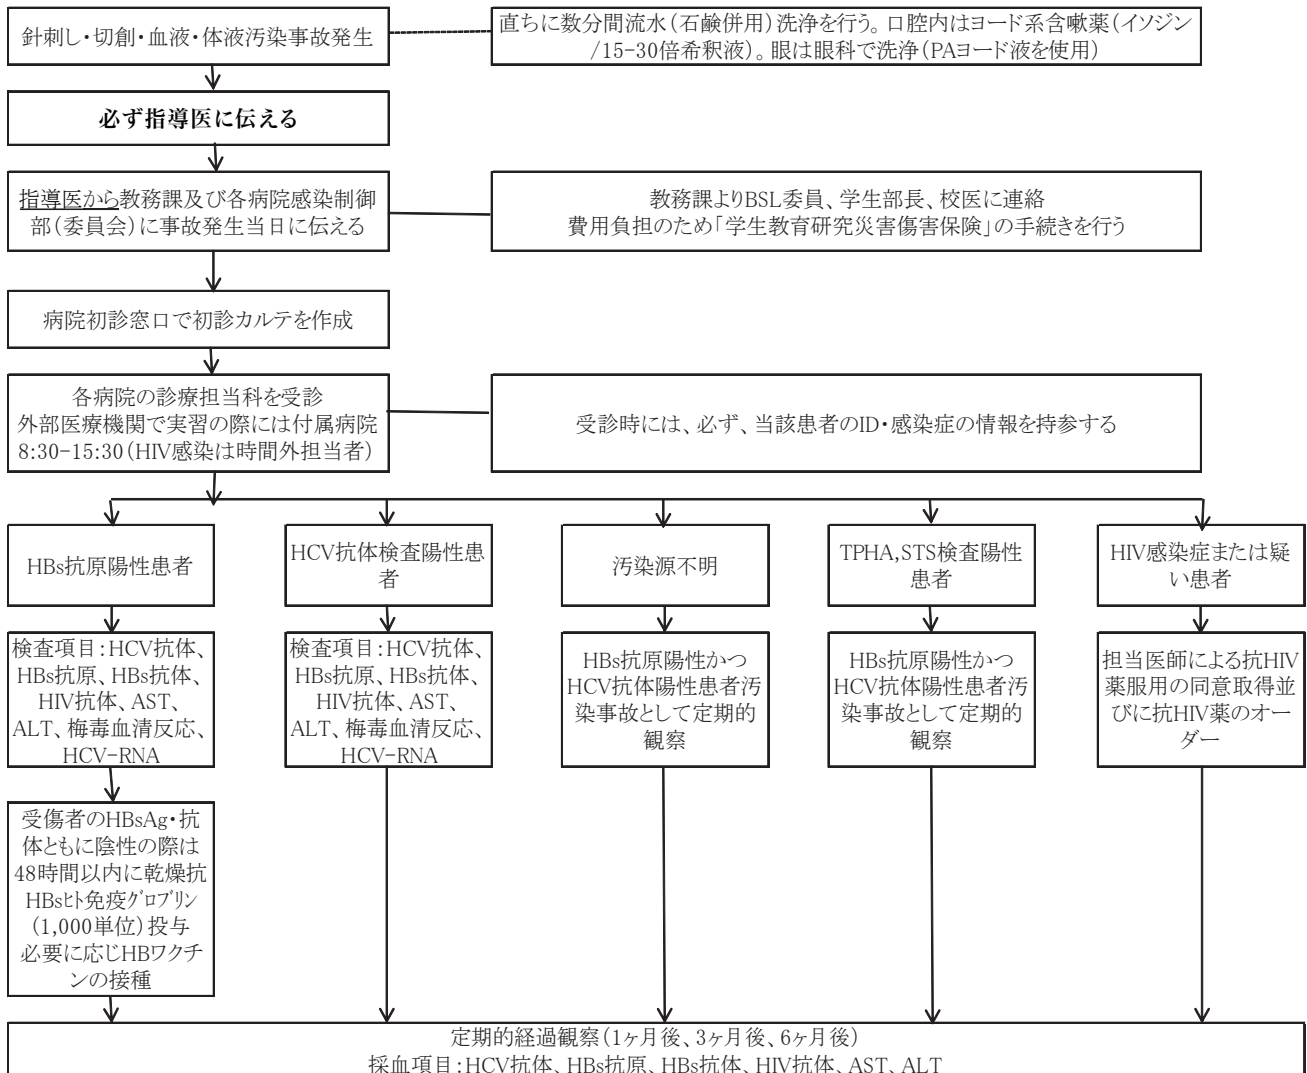 針刺し・切創・血液・体液汚染事故発生
直ちに数分間流水(石鹸併用)洗浄を行う。口腔内はヨード系含嗽薬(イソジン
/15-30倍希釈液)。眼は眼科で洗浄(PAヨード液を使用)
必ず指導医に伝える
指導医から教務課及び各病院感染制御
部(委員会)に事故発生当日に伝える
教務課よりBSL委員、学生部長、校医に連絡
費用負担のため「学生教育研究災害傷害保険」の手続きを行う
病院初診窓口で初診カルテを作成
各病院の診療担当科を受診
外部医療機関で実習の際には付属病院
8:30-15:30(HIV感染は時間外担当者)
受診時には、必ず、当該患者のID・感染症の情報を持参する
HBs抗原陽性患者
HCV抗体検査陽性患
者
汚染源不明
TPHA,STS検査陽性
患者
HIV感染症または疑
い患者
検査項目:HCV抗体、
HBs抗原、HBs抗体、
HIV抗体、AST、
ALT、梅毒血清反応、
HCV-RNA
検査項目:HCV抗体、
HBs抗原、HBs抗体、
HIV抗体、AST、
ALT、梅毒血清反応、
HCV-RNA
HBs抗原陽性かつ
HCV抗体陽性患者汚
染事故として定期的
観察
HBs抗原陽性かつ
HCV抗体陽性患者汚
染事故として定期的
観察
担当医師による抗HIV
薬服用の同意取得並
びに抗HIV薬のオー
ダー
受傷者のHBsAg・抗
体ともに陰性の際は
48時間以内に乾燥抗
HBsﾋﾄ免疫ｸﾞﾛﾌﾞﾘﾝ
(1,000単位)投与
必要に応じHBワクチ
ンの接種
定期的経過観察(1ヶ月後、3ヶ月後、6ヶ月後)
採血項目:HCV抗体、HBs抗原、HBs抗体、HIV抗体、AST、ALT